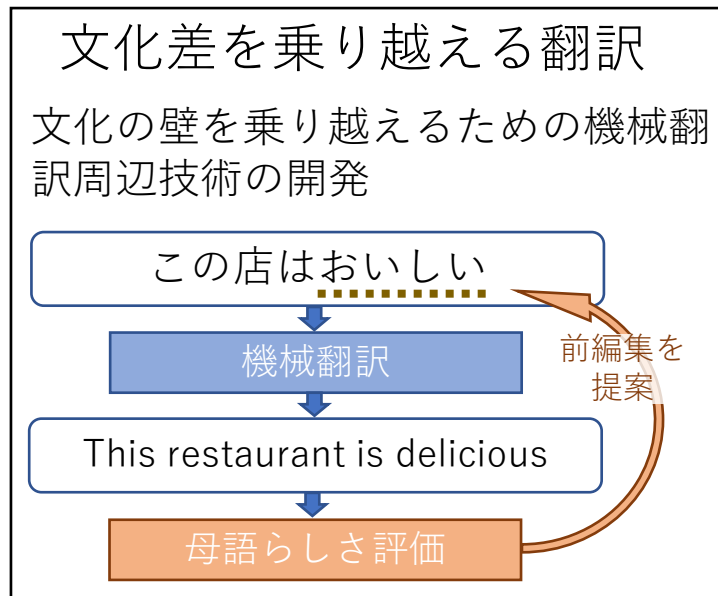 文化差を乗り越える翻訳
文化の壁を乗り越えるための機械翻
訳周辺技術の開発
この店はおいしい
機械翻訳
前編集を
提案
This restaurant is delicious
母語らしさ評価